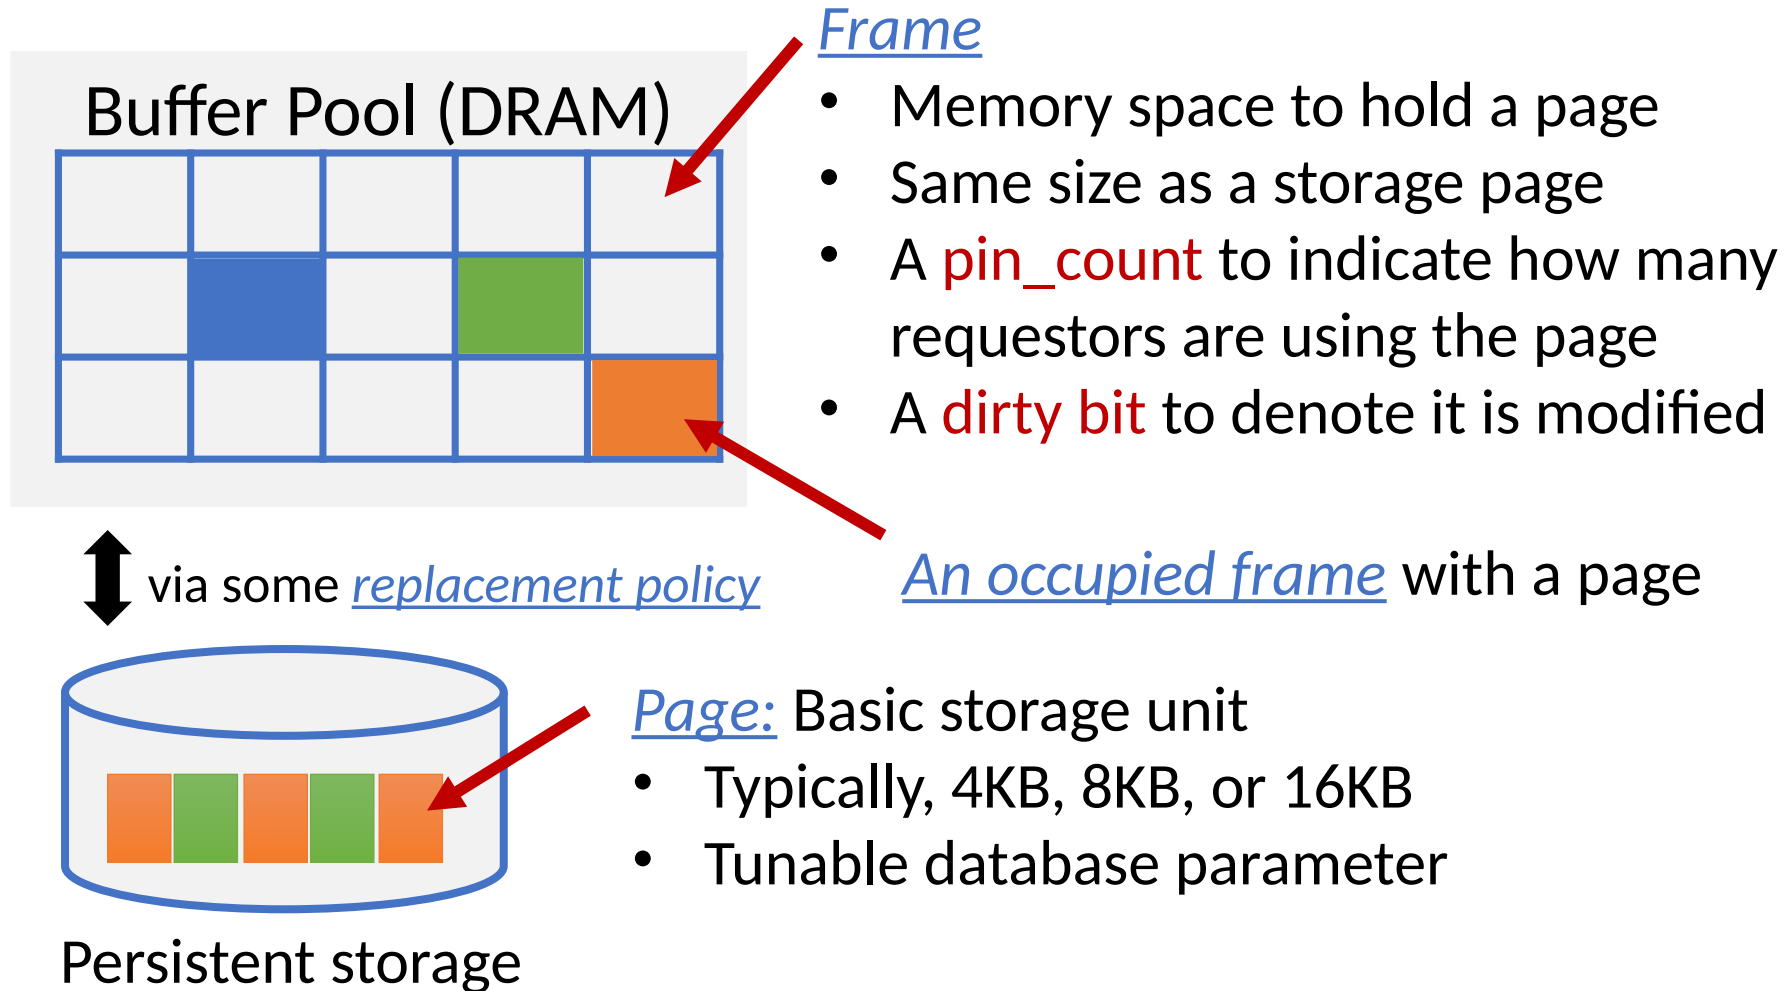 Frame
Buffer Pool (DRAM)
• Memory space to hold a page
• Same size as a storage page
• A pin_count to indicate how many
requestors are using the page
• A dirty bit to denote it is modified
An occupied frame with a page
via some replacement policy
Page: Basic storage unit
• Typically, 4KB, 8KB, or 16KB
• Tunable database parameter
Persistent storage